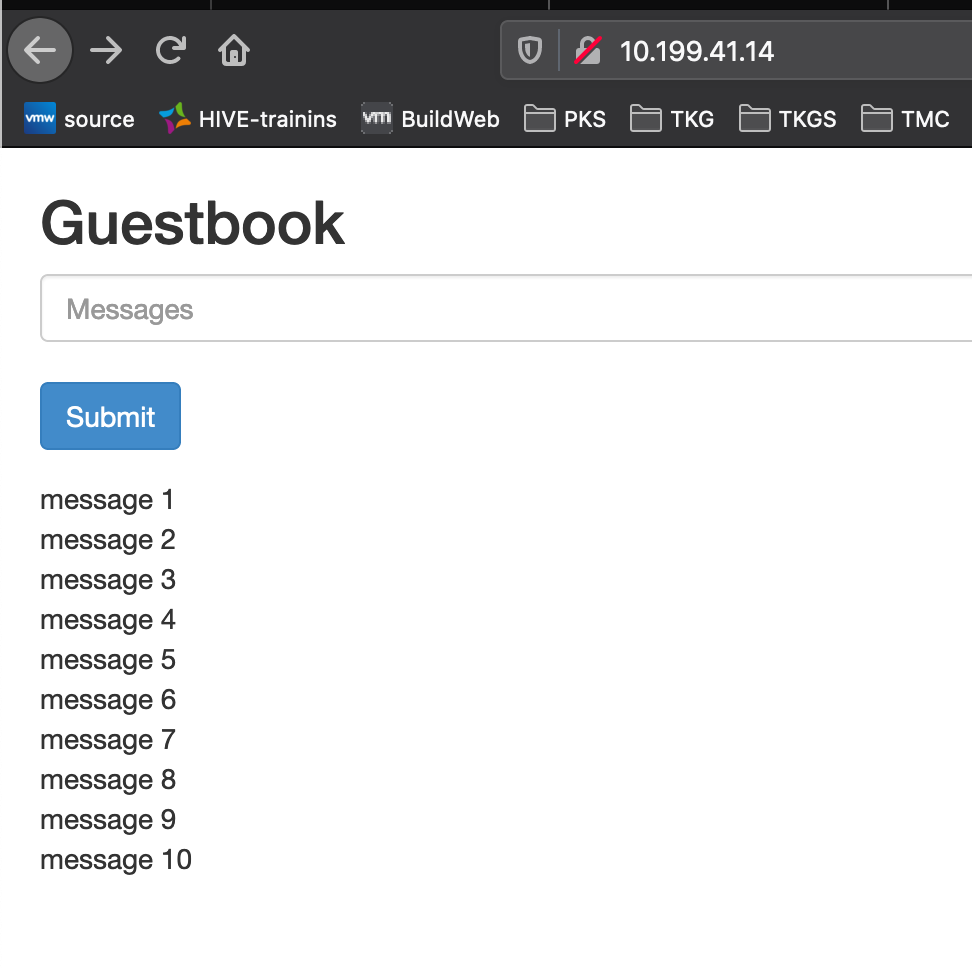 10.199.41.14
vmw source HIVE-trainins vm BuildWeb PKS TKG TKGS TMC
Guestbook
Messages
Submit
message 1
message 2
message 3
message 4
message 5
message 6
message 7
message 8
message 9
message 10